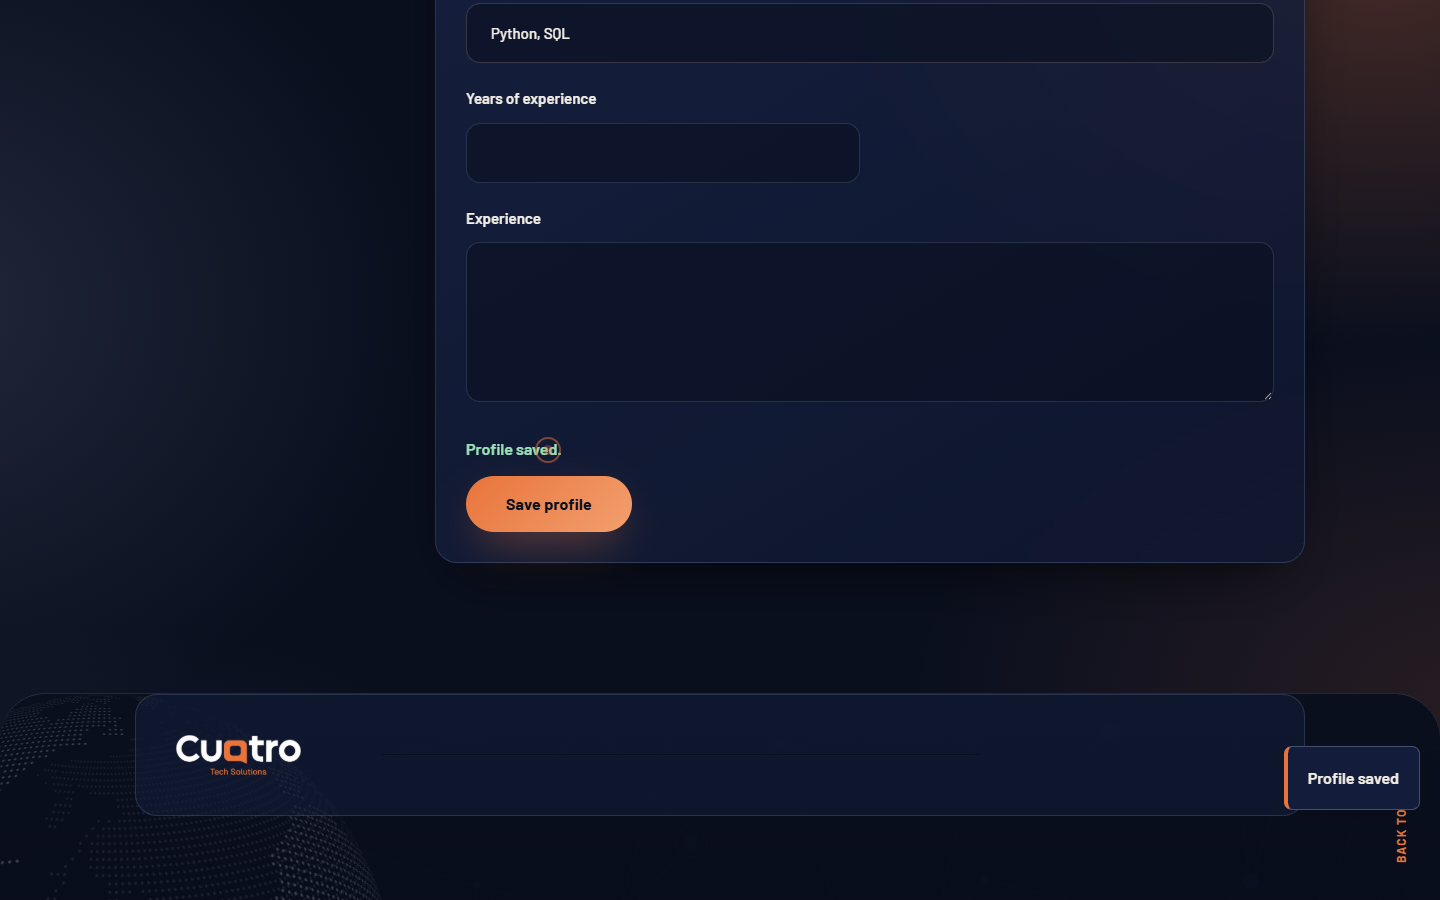 Python, SQL
Years of experience
Experience
Profile saved.
Save profile
Cuatro
Tech Solutions
Profile saved
BACK TO